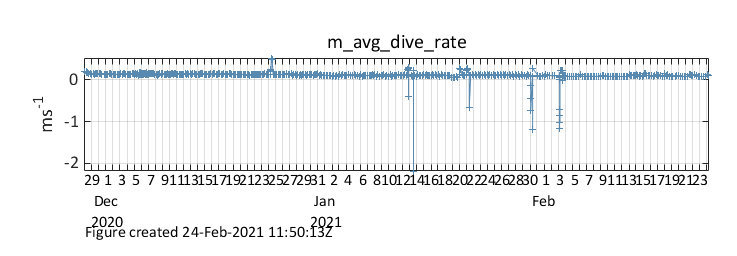 m_avg_dive_rate
0
-1
-2
ms-1
29 1 3 5 7 9 11 13 15 17 19 21 23 25 27 29 31 2 4 6 8 10 12 14 16 18 20 22 24 26 28 30 1 3 5 7 9 11 13 15 17 19 21 23
Dec Jan Feb
2020 2021
Figure created 24-Feb-2021 11:50:13Z